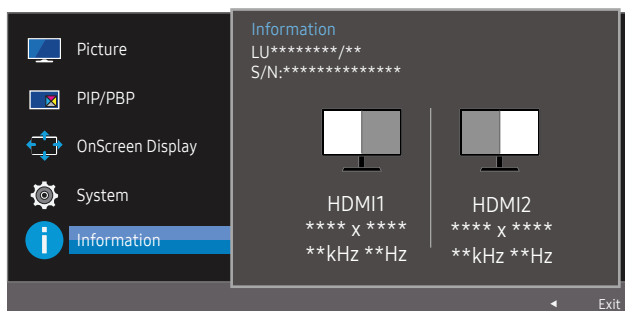 Picture
PIP/PBP
OnScreen Display
System
Information
Information
LU********/**
S/N:**************
HDMI1
**** x ****
**kHz **Hz
HDMI2
**** x ****
**kHz **Hz
Exit